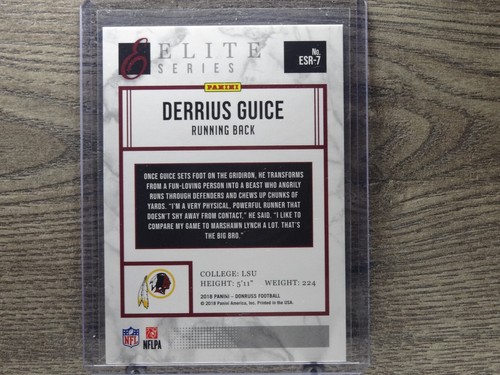 ELITE
SERIES
No.
ESR-7
PANINI
DERRIUS GUICE
RUNNING BACK
ONCE GUICE SETS FOOT ON THE GRIDIRON, HE TRANSFORMS
FROM A FUN-LOVING PERSON INTO A BEAST WHO ANGRILY
RUNS THROUGH DEFENDERS AND CHEWS UP CHUNKS OF
YARDS. "I'M A VERY PHYSICAL, POWERFUL RUNNER THAT
DOESN'T SHY AWAY FROM CONTACT," HE SAID. "I LIKE TO
COMPARE MY GAME TO MARSHAWN LYNCH A LOT. THAT'S
THE BIG BRO."
COLLEGE: LSU
HEIGHT: 5'11" WEIGHT: 224
2018 PANINI - DONRUSS FOOTBALL
© 2018 Panini America, Inc. Printed in the USA.
NFL
NFLPA